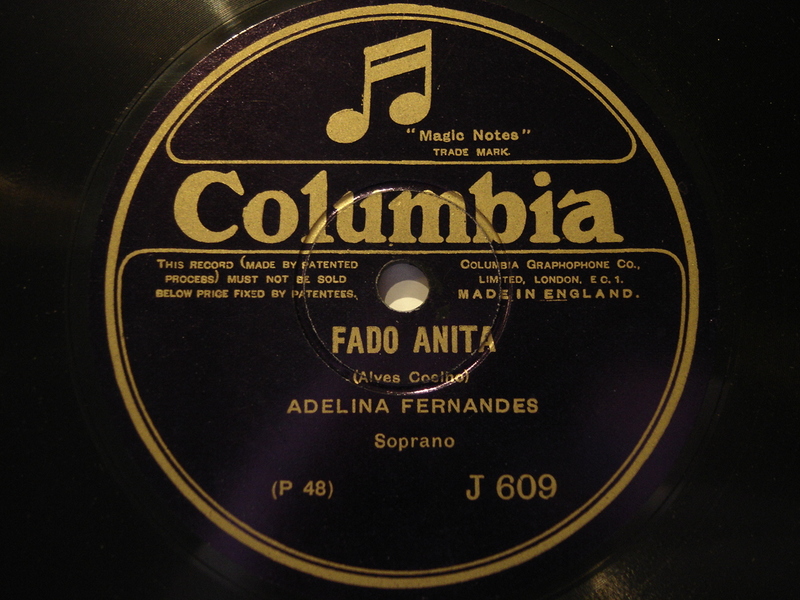 "Magic Notes"
TRADE MARK.
Columbia
THIS RECORD (MADE BY PATENTED
PROCESS) MUST NOT BE SOLD
BELOW PRICE FIXED BY PATENTEES.
COLUMBIA GRAPHOPHONE CO.,
LIMITED, LONDON, E C. 1.
MADE IN ENGLAND.
FADO ANITA
(Alves Coelho)
ADELINA FERNANDES
Soprano
(P 48)
J 609